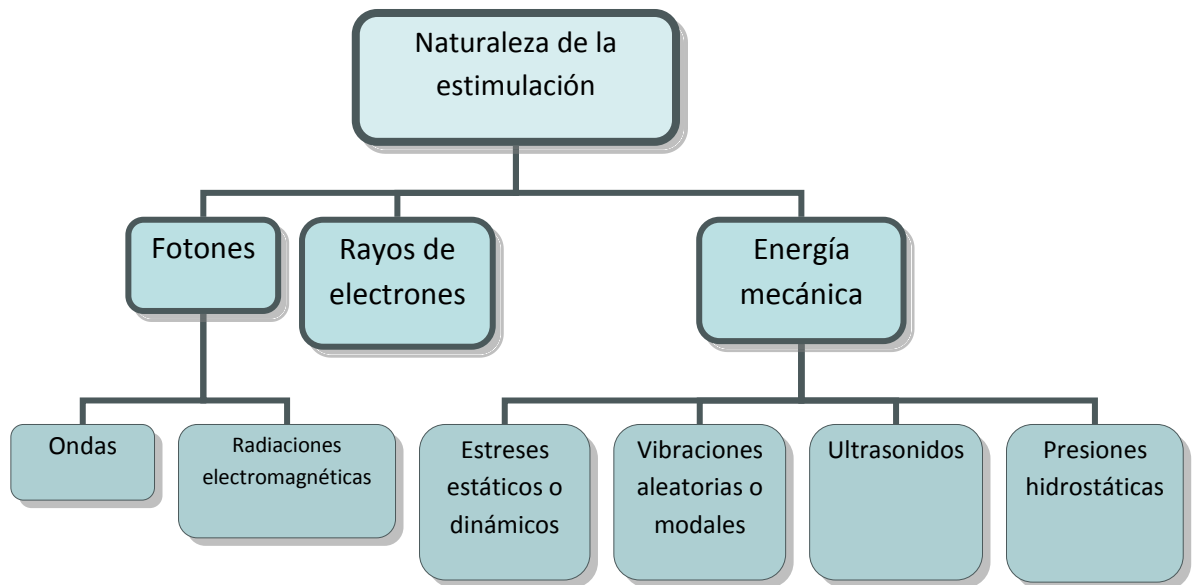 Naturaleza de la
estimulación
Fotones
Rayos de
electrones
Energía
mecánica
Ondas
Radiaciones
electromagnéticas
Estreses
estáticos o
dinámicos
Vibraciones
aleatorias o
modales
Ultrasonidos
Presiones
hidrostáticas